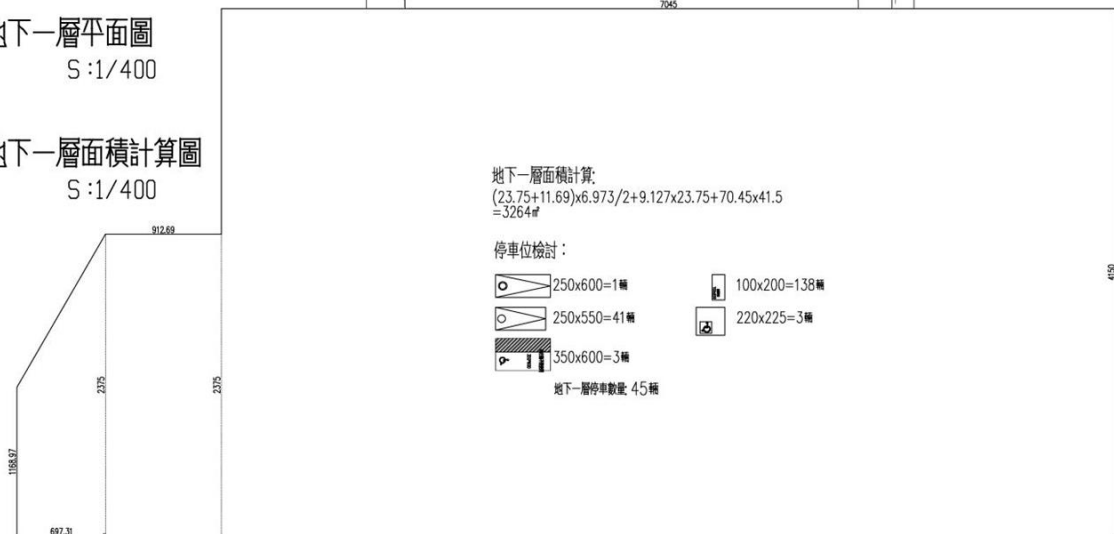 7045
地下一層平面圖
S:1/400
地下一層面積計算圖
S:1/400
地下一層面積計算:
(23.75+11.69)x6.973/2+9.127x23.75+70.45x41.5
=3264㎡
停車位檢討：
250x600=1輛
100x200=138輛
250x550=41輛
220x225=3輛
350x600=3輛
地下一層停車數量: 45輛
912.69
2375
2375
1168.97
697.31
4150